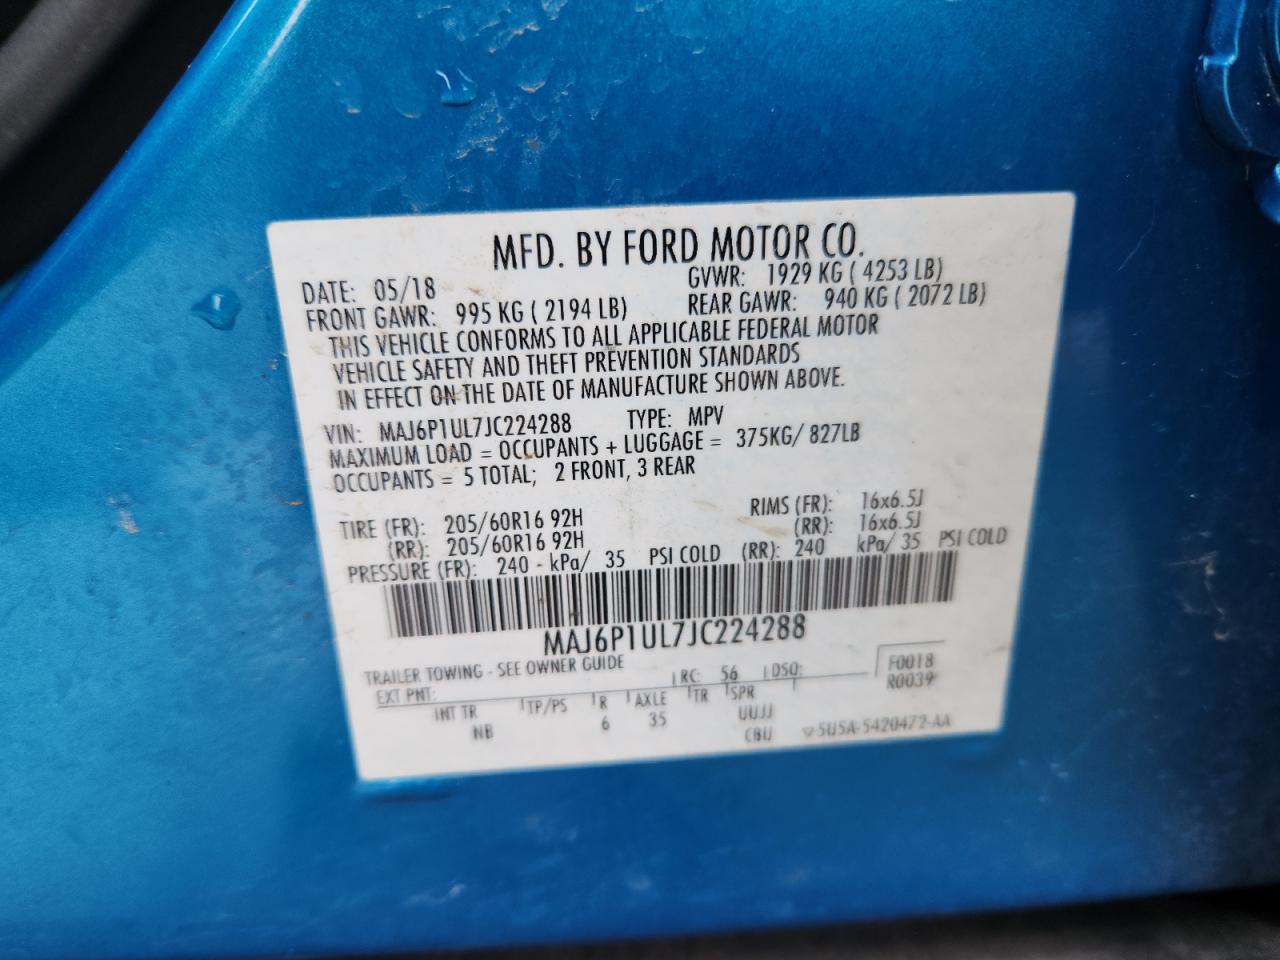 MFD. BY FORD MOTOR CO.
DATE: 05/18 GVWR: 1929 KG ( 4253 LB)
FRONT GAWR: 995 KG ( 2194 LB) REAR GAWR: 940 KG ( 2072 LB)
THIS VEHICLE CONFORMS TO ALL APPLICABLE FEDERAL MOTOR
VEHICLE SAFETY AND THEFT PREVENTION STANDARDS
IN EFFECT ON THE DATE OF MANUFACTURE SHOWN ABOVE.
VIN: MAJ6P1UL7JC224288 TYPE: MPV
MAXIMUM LOAD = OCCUPANTS + LUGGAGE = 375KG/ 827LB
OCCUPANTS = 5 TOTAL; 2 FRONT, 3 REAR
TIRE (FR): 205/60R16 92H RIMS (FR): 16x6.5J
(RR): 205/60R16 92H (RR): 16x6.5J
PRESSURE (FR): 240 - kPa/ 35 PSI COLD (RR): 240 kPa/ 35 PSI COLD
MAJ6P1UL7JC224288
TRAILER TOWING - SEE OWNER GUIDE
EXT PNT: RC: 56 DSO: F0018
R0039
INT TR TP/PS R AXLE TR SPR
NB 6 35 UUJJ
CBU 5U5A-5420472-AA